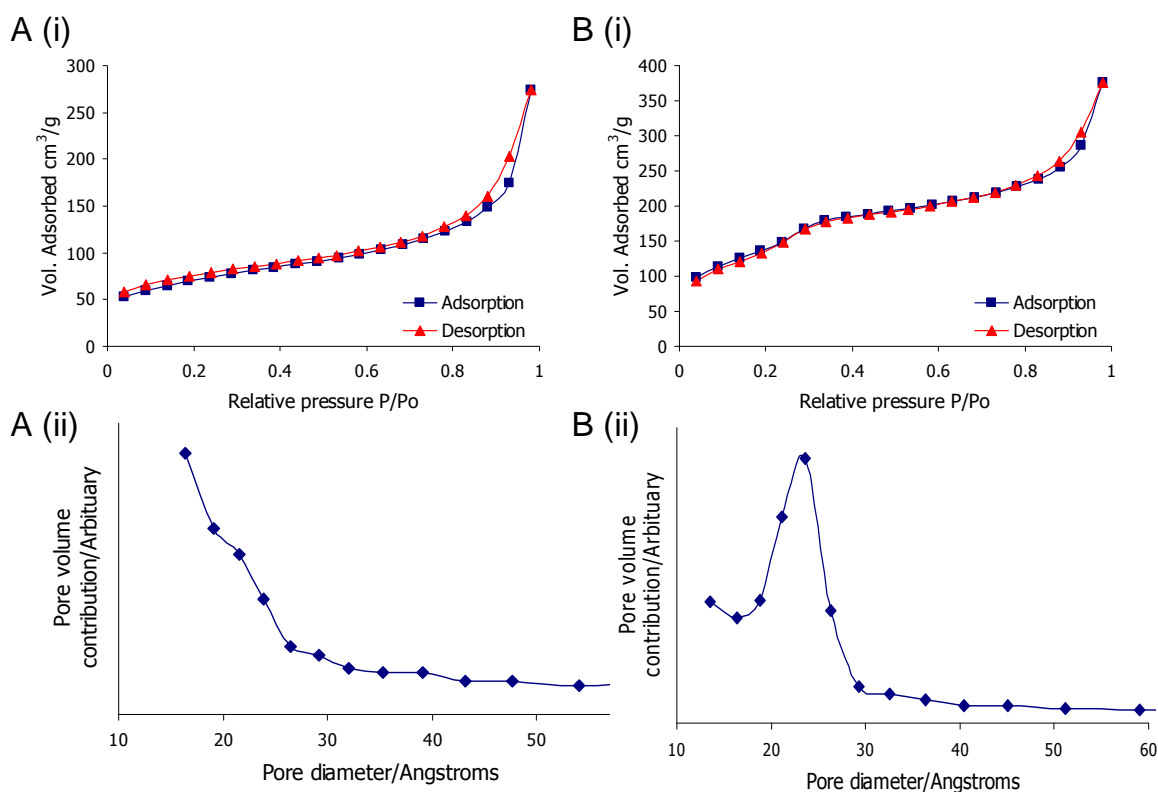 A (i)
300
250
200
150
100
50
0
Vol. Adsorbed cm³/g
Adsorption
Desorption
0 0.2 0.4 0.6 0.8 1
Relative pressure P/Po
B (i)
400
350
300
250
200
150
100
50
0
Vol. Adsorbed cm³/g
Adsorption
Desorption
0 0.2 0.4 0.6 0.8 1
Relative pressure P/Po
A (ii)
Pore volume
contribution/Arbituary
10 20 30 40 50
Pore diameter/Angstroms
B (ii)
Pore volume
contribution/Arbituary
10 20 30 40 50 60
Pore diameter/Angstroms